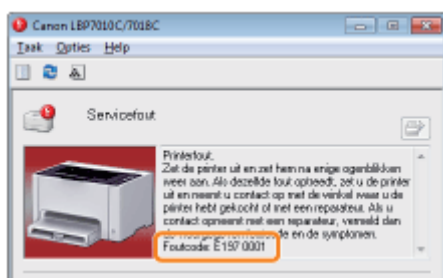 Canon LBP7010C/7018C
Taak Opties Help
Servicefout
Printerfout.
Zet de printer uit en zet hem na enige ogenblikken
weer aan. Als dezelfde fout optreedt, zet u de printer
uit en neemt u contact op met de winkel waar u de
printer hebt gekocht of met een reparateur. Als u
contact opneemt met een reparateur, vermeld dan
de en de symptomen.
Foutcode: E197 0001